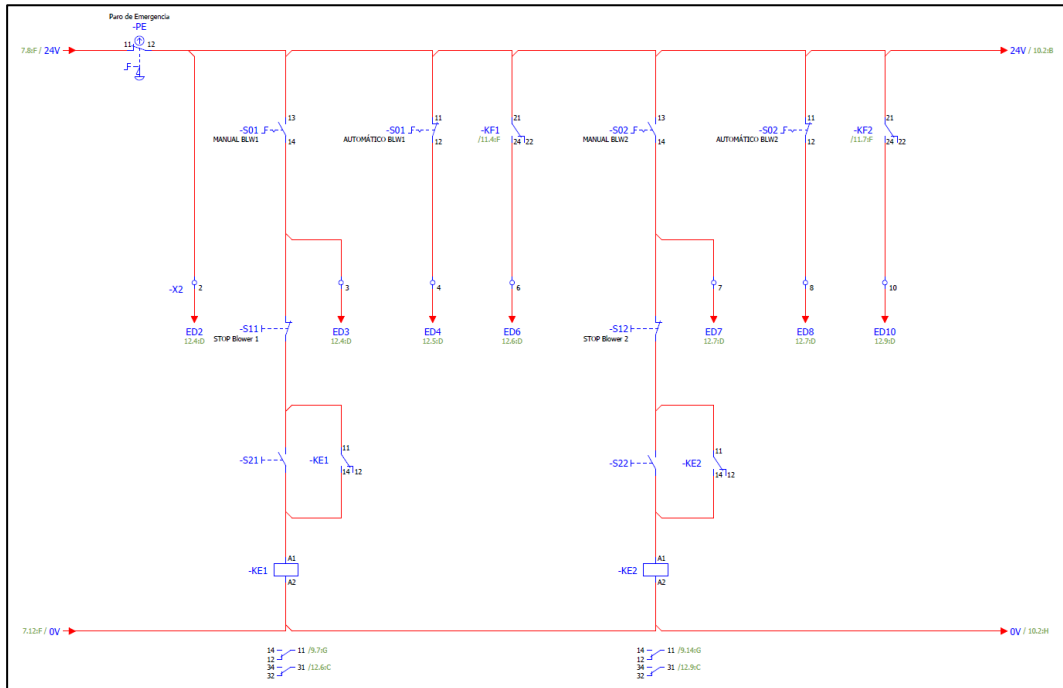 Paro de Emergencia
-PE
11 12
7.8:F / 24V
24V / 10.2:B
13
-S01
MANUAL BLW1
14
11
-S01
AUTOMÁTICO BLW1
12
21
-KF1
/11.4:F
24 22
13
-S02
MANUAL BLW2
14
11
-S02
AUTOMÁTICO BLW2
12
21
-KF2
/11.7:F
24 22
-X2
2
3
4
6
7
8
10
ED2
12.4:D
-S11
STOP Blower 1
ED3
12.4:D
ED4
12.5:D
ED6
12.6:D
-S12
STOP Blower 2
ED7
12.7:D
ED8
12.7:D
ED10
12.9:D
-S21
11
-KE1
14 12
-S22
11
-KE2
14 12
A1
-KE1
A2
A1
-KE2
A2
7.12:F / 0V
0V / 10.2:H
14 11 /9.7:G
12
34 31 /12.6:C
32
14 11 /9.14:G
12
34 31 /12.9:C
32